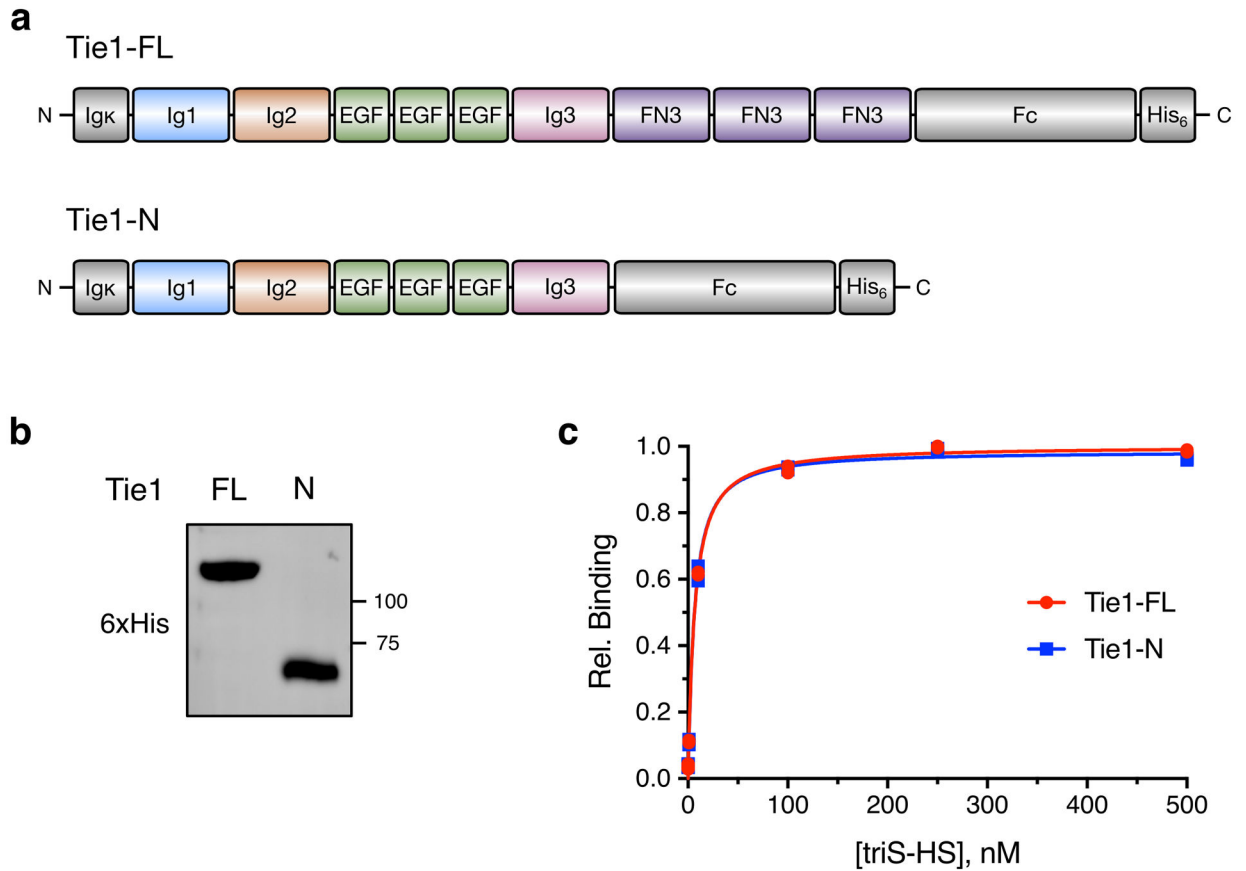 a
Tie1-FL
N Igκ Ig1 Ig2 EGF EGF EGF Ig3 FN3 FN3 FN3 Fc His₆ C
Tie1-N
N Igκ Ig1 Ig2 EGF EGF EGF Ig3 Fc His₆ C
b
Tie1 FL N
100
75
6xHis
c
1.0
0.8
0.6
0.4
0.2
0.0
Rel. Binding
Tie1-FL
Tie1-N
0 100 200 300 400 500
[triS-HS], nM